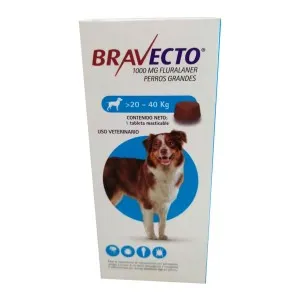 BRAVECTO®
1000 MG FLURALANER
PERROS GRANDES
>20 - 40 Kg
CONTENIDO NETO:
1 tableta masticable
USO VETERINARIO